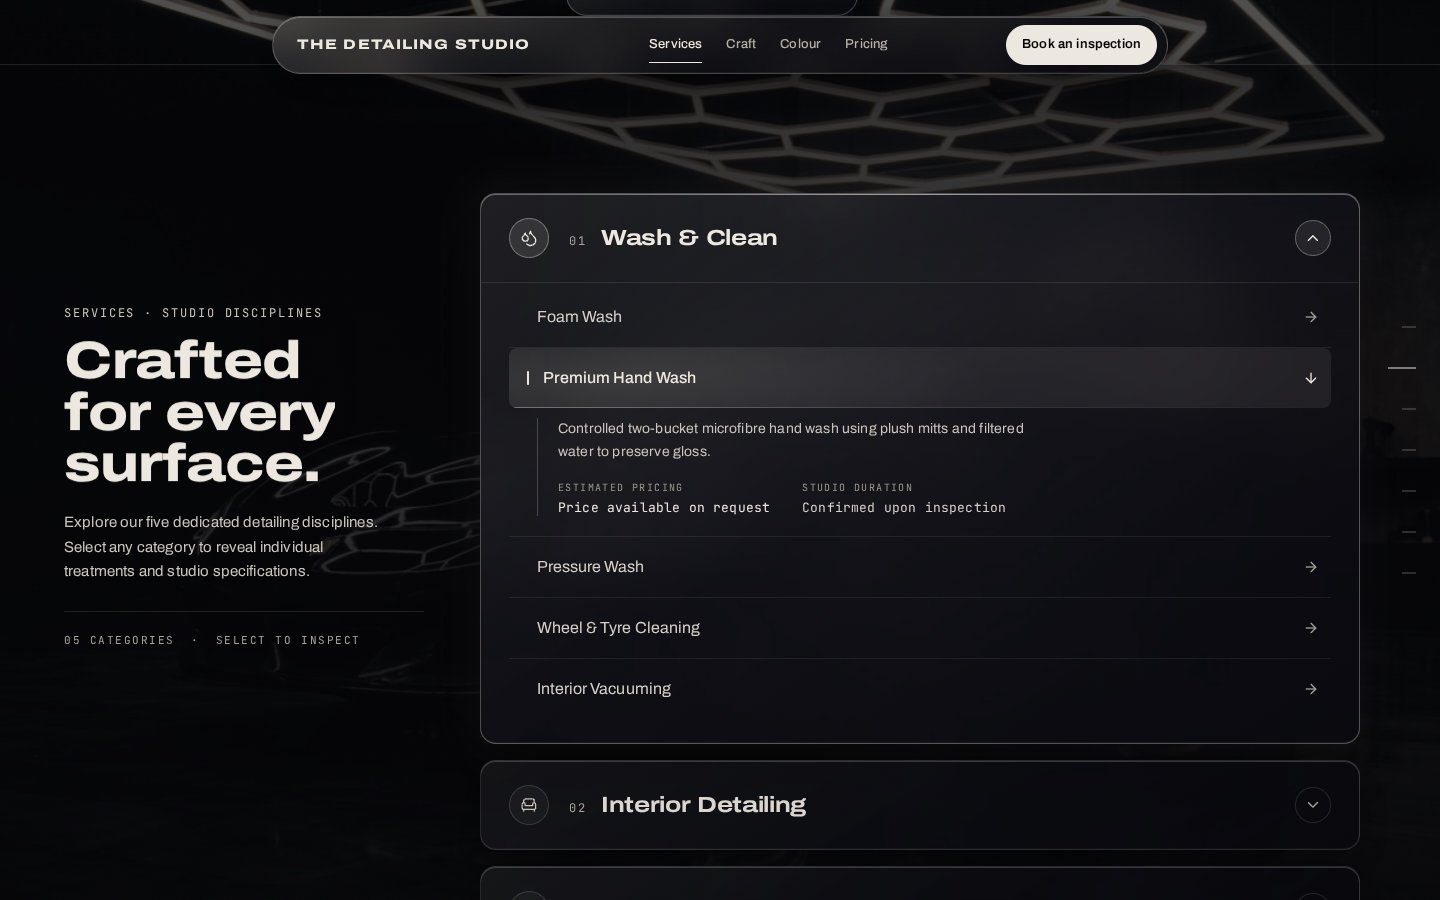 THE DETAILING STUDIO
Services
Craft
Colour
Pricing
Book an inspection
SERVICES · STUDIO DISCIPLINES
Crafted
for every
surface.
Explore our five dedicated detailing disciplines.
Select any category to reveal individual
treatments and studio specifications.
05 CATEGORIES · SELECT TO INSPECT
01 Wash & Clean
Foam Wash
Premium Hand Wash
Controlled two-bucket microfibre hand wash using plush mitts and filtered
water to preserve gloss.
ESTIMATED PRICING
Price available on request
STUDIO DURATION
Confirmed upon inspection
Pressure Wash
Wheel & Tyre Cleaning
Interior Vacuuming
02 Interior Detailing